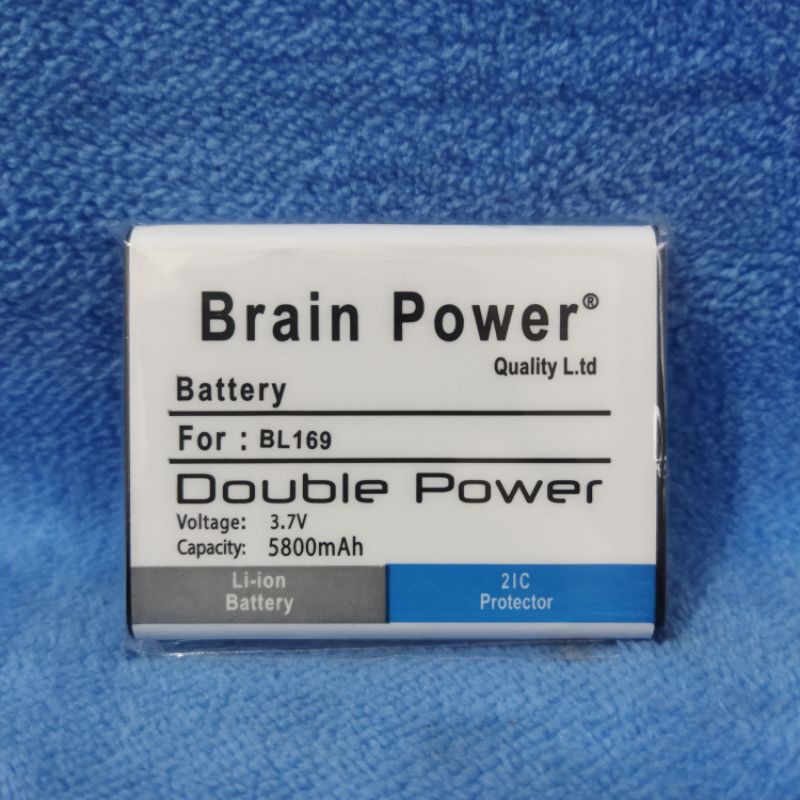 Brain Power®
Quality L.td
Battery
For : BL169
Double Power
Voltage: 3.7V
Capacity: 5800mAh
Li-ion
Battery
2IC
Protector